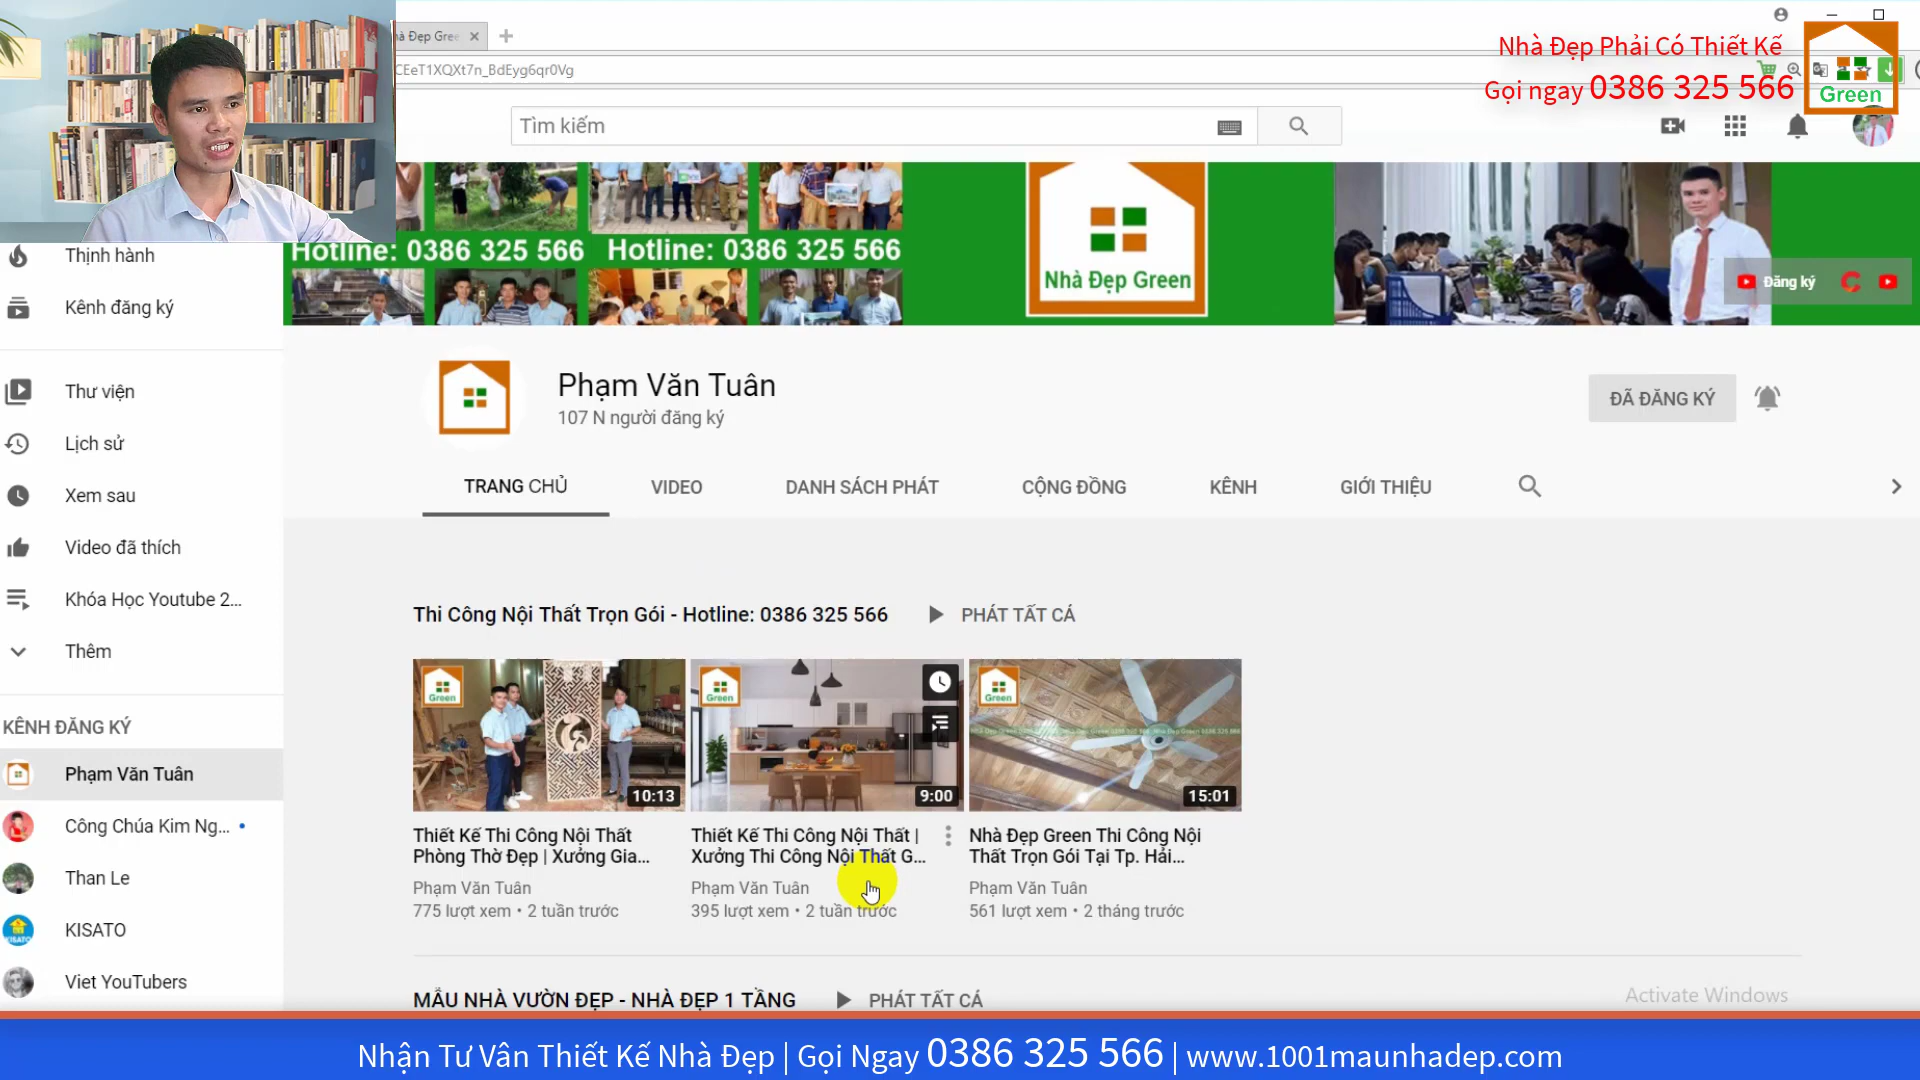 hà Đẹp Gree
CEeT1XQXt7n_BdEyg6qr0Vg
Nhà Đẹp Phải Có Thiết Kế
Gọi ngay 0386 325 566
Green
Tìm kiếm
Hotline: 0386 325 566 Hotline: 0386 325 566
Nhà Đẹp Green
Đăng ký
Thịnh hành
Kênh đăng ký
Thư viện
Lịch sử
Xem sau
Video đã thích
Khóa Học Youtube 2...
Thêm
KÊNH ĐĂNG KÝ
Phạm Văn Tuân
Công Chúa Kim Ng...
Than Le
KISATO
Viet YouTubers
Phạm Văn Tuân
107 N người đăng ký
ĐÃ ĐĂNG KÝ
TRANG CHỦ VIDEO DANH SÁCH PHÁT CỘNG ĐỒNG KÊNH GIỚI THIỆU
Thi Công Nội Thất Trọn Gói - Hotline: 0386 325 566 PHÁT TẤT CẢ
Green
10:13
Thiết Kế Thi Công Nội Thất
Phòng Thờ Đẹp | Xưởng Gia...
Phạm Văn Tuân
775 lượt xem • 2 tuần trước
Green
9:00
Thiết Kế Thi Công Nội Thất |
Xưởng Thi Công Nội Thất G...
Phạm Văn Tuân
395 lượt xem • 2 tuần trước
Green
15:01
Nhà Đẹp Green Thi Công Nội
Thất Trọn Gói Tại Tp. Hải...
Phạm Văn Tuân
561 lượt xem • 2 tháng trước
MẪU NHÀ VƯỜN ĐẸP - NHÀ ĐẸP 1 TẦNG PHÁT TẤT CẢ
Activate Windows
Nhận Tư Vân Thiết Kế Nhà Đẹp | Gọi Ngay 0386 325 566 | www.1001maunhadep.com